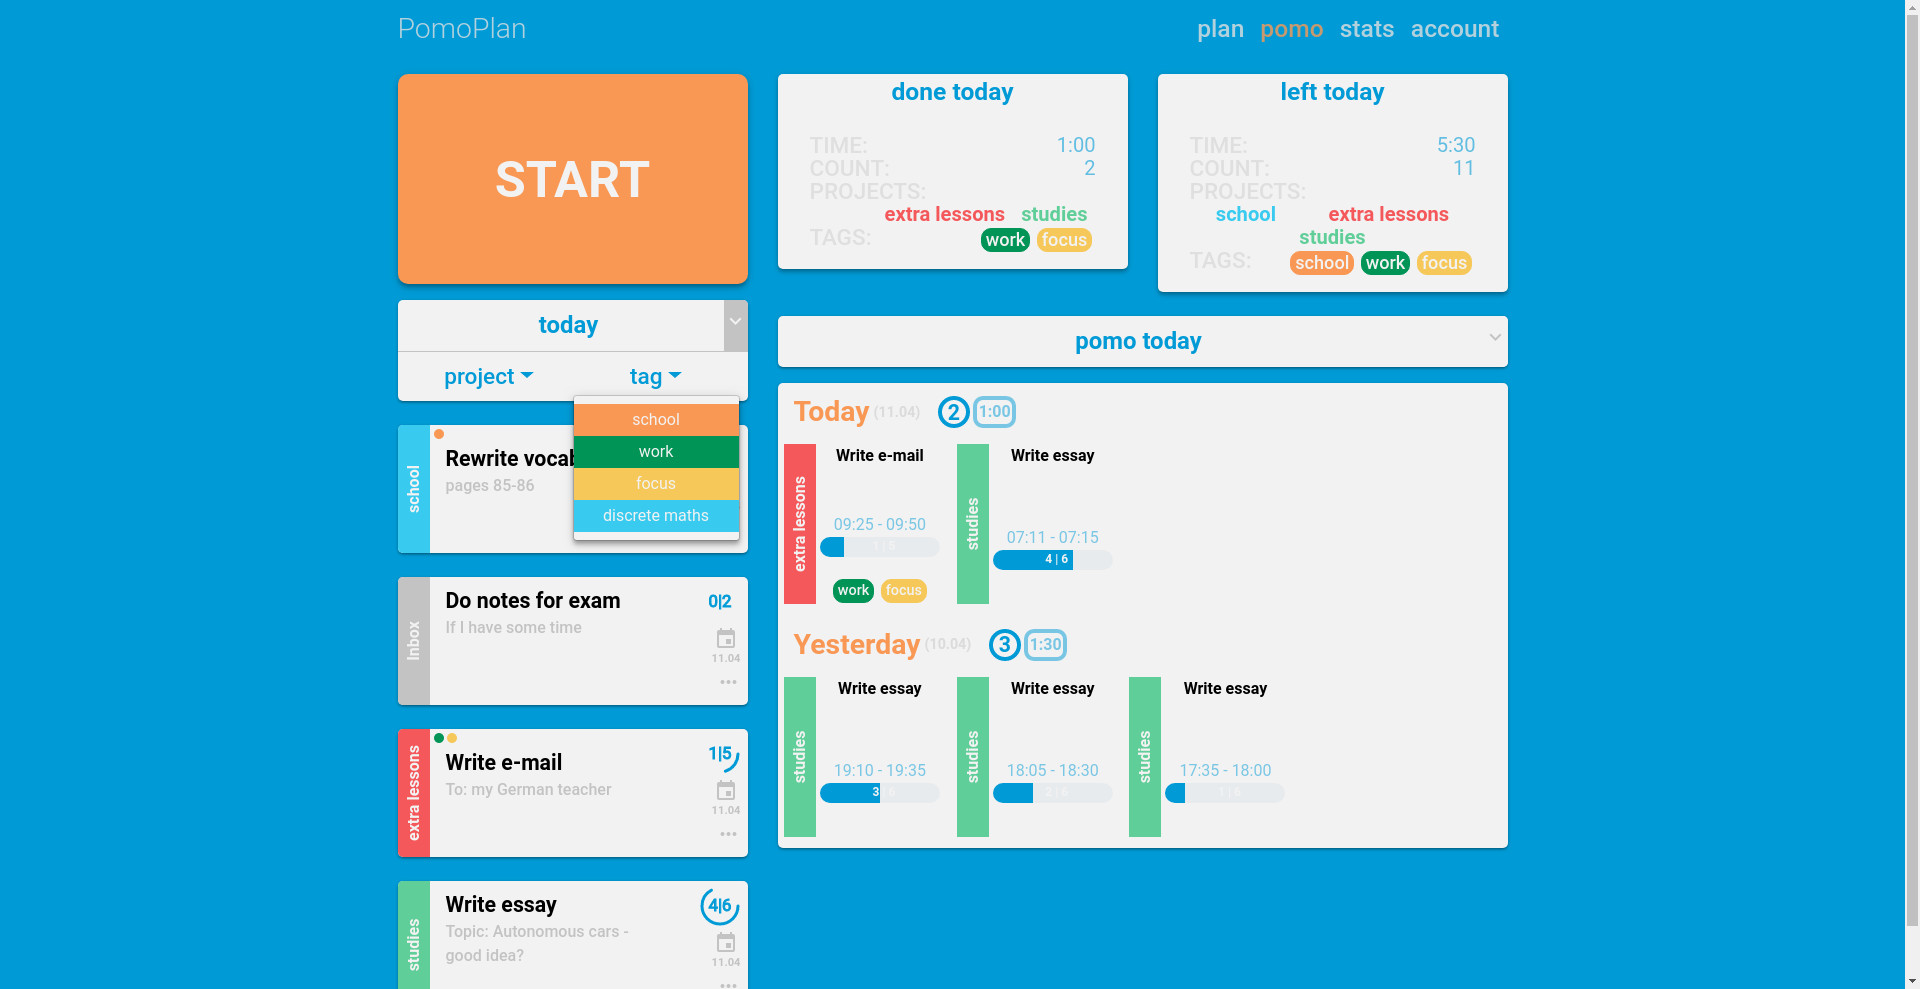 PomoPlan
plan pomo stats account
START
done today
TIME: 1:00
COUNT: 2
PROJECTS:
extra lessons studies
TAGS: work focus
left today
TIME: 5:30
COUNT: 11
PROJECTS:
school extra lessons
studies
TAGS: school work focus
today
project tag
school
work
focus
discrete maths
school
Rewrite vocab
pages 85-86
Inbox
Do notes for exam
0|2
If I have some time
11.04
extra lessons
Write e-mail
1|5
To: my German teacher
11.04
studies
Write essay
4|6
Topic: Autonomous cars -
good idea?
11.04
pomo today
Today (11.04) 2 1:00
extra lessons
Write e-mail
09:25 - 09:50
work focus
studies
Write essay
07:11 - 07:15
4 | 6
Yesterday (10.04) 3 1:30
studies
Write essay
19:10 - 19:35
3 | 6
studies
Write essay
18:05 - 18:30
2 | 6
studies
Write essay
17:35 - 18:00
1 | 6